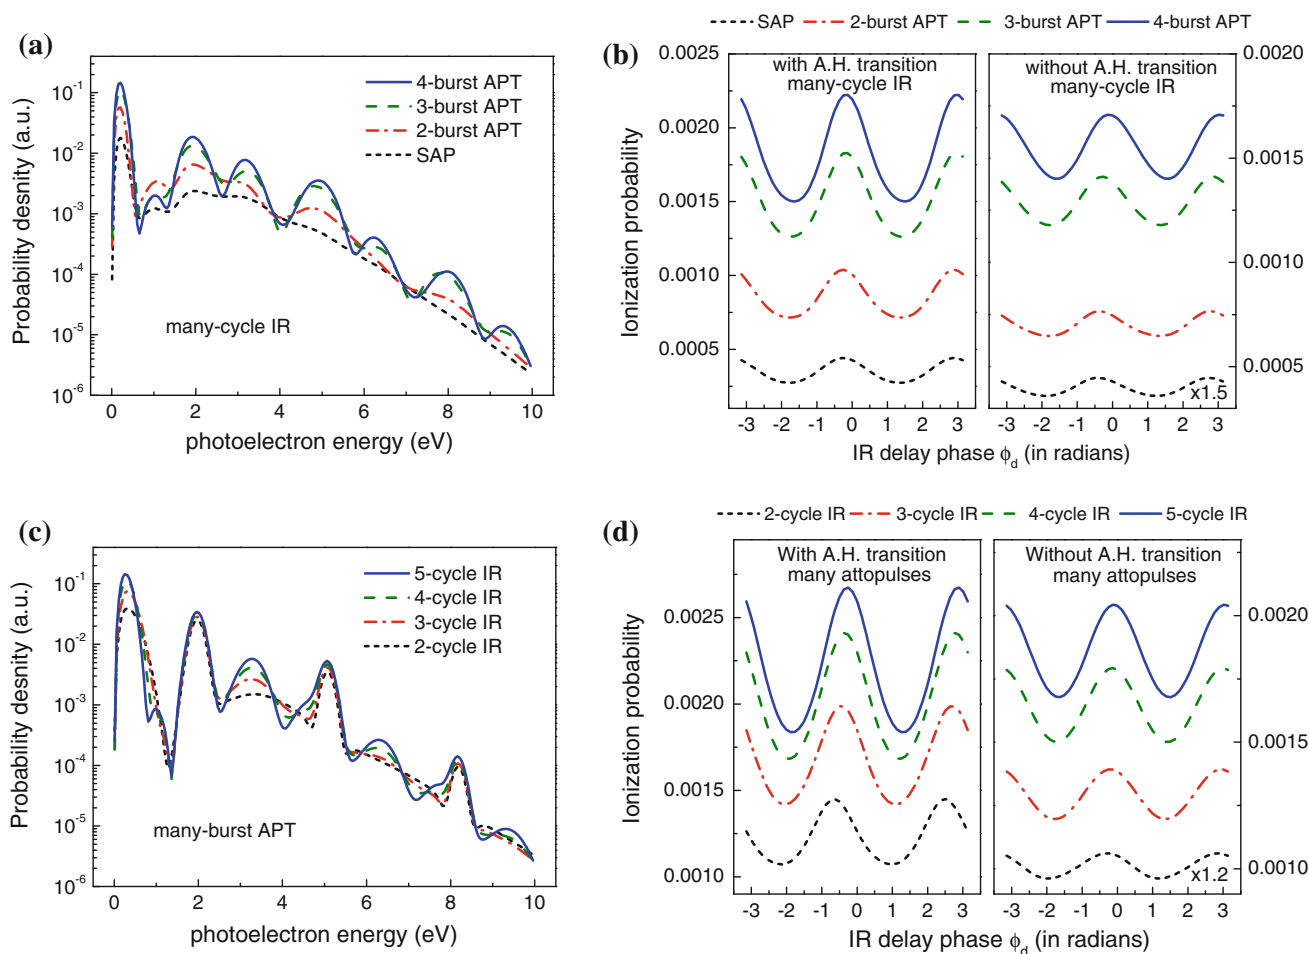 (a)
Probability desnity (a.u.)
10-1
10-2
10-3
10-4
10-5
10-6
4-burst APT
3-burst APT
2-burst APT
SAP
many-cycle IR
0 2 4 6 8 10
photoelectron energy (eV)
(b)
SAP 2-burst APT 3-burst APT 4-burst APT
Ionization probability
0.0025
0.0020
0.0015
0.0010
0.0005
with A.H. transition
many-cycle IR
without A.H. transition
many-cycle IR
x1.5
0.0020
0.0015
0.0010
0.0005
-3 -2 -1 0 1 2 3
-3 -2 -1 0 1 2 3
IR delay phase ϕd (in radians)
(c)
Probability desnity (a.u.)
10-1
10-2
10-3
10-4
10-5
10-6
5-cycle IR
4-cycle IR
3-cycle IR
2-cycle IR
many-burst APT
0 2 4 6 8 10
photoelectron energy (eV)
(d)
2-cycle IR 3-cycle IR 4-cycle IR 5-cycle IR
Ionization probability
0.0025
0.0020
0.0015
0.0010
With A.H. transition
many attopulses
Without A.H. transition
many attopulses
x1.2
0.0020
0.0015
0.0010
-3 -2 -1 0 1 2 3
-3 -2 -1 0 1 2 3
IR delay phase ϕd (in radians)